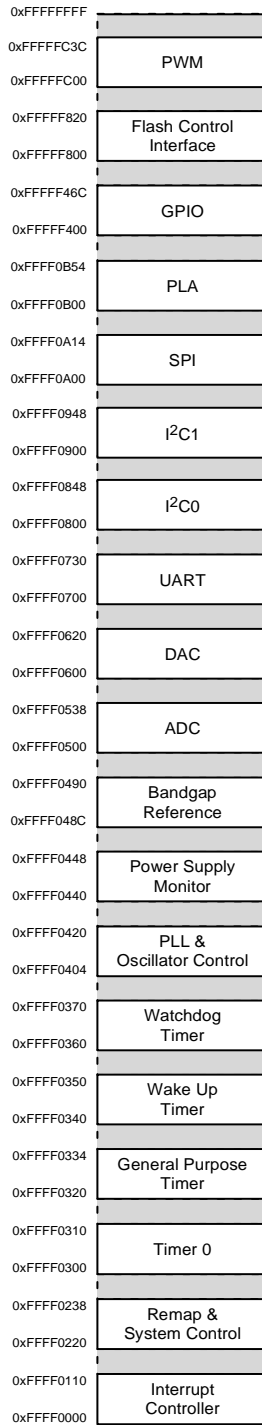 0xFFFFFFFF
0xFFFFFC3C
PWM
0xFFFFFC00
0xFFFFF820
Flash Control
Interface
0xFFFFF800
0xFFFFF46C
GPIO
0xFFFFF400
0xFFFF0B54
PLA
0xFFFF0B00
0xFFFF0A14
SPI
0xFFFF0A00
0xFFFF0948
I2C1
0xFFFF0900
0xFFFF0848
I2C0
0xFFFF0800
0xFFFF0730
UART
0xFFFF0700
0xFFFF0620
DAC
0xFFFF0600
0xFFFF0538
ADC
0xFFFF0500
0xFFFF0490
Bandgap
Reference
0xFFFF048C
0xFFFF0448
Power Supply
Monitor
0xFFFF0440
0xFFFF0420
PLL &
Oscillator Control
0xFFFF0404
0xFFFF0370
Watchdog
Timer
0xFFFF0360
0xFFFF0350
Wake Up
Timer
0xFFFF0340
0xFFFF0334
General Purpose
Timer
0xFFFF0320
0xFFFF0310
Timer 0
0xFFFF0300
0xFFFF0238
Remap &
System Control
0xFFFF0220
0xFFFF0110
Interrupt
Controller
0xFFFF0000